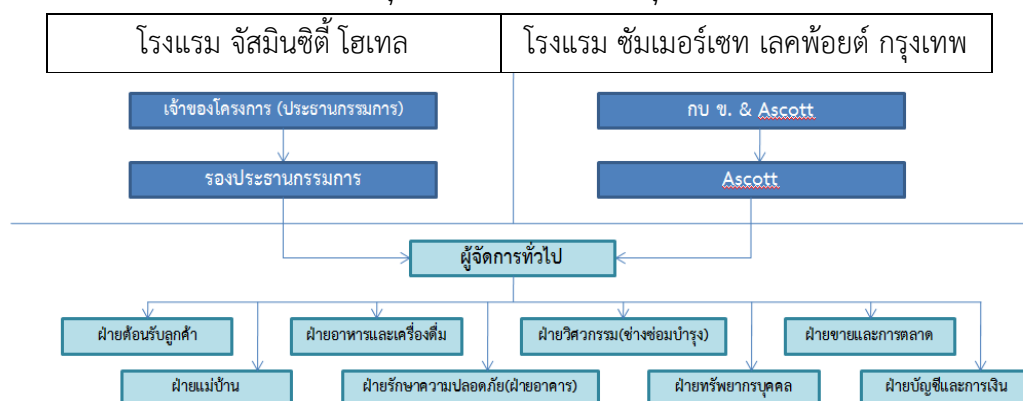 โรงแรม จัสมินซิตี้ โฮเทล
โรงแรม ซัมเมอร์เซท เลคพ้อยต์ กรุงเทพ
เจ้าของโครงการ (ประธานกรรมการ)
กบ ข. & Ascott
รองประธานกรรมการ
Ascott
ผู้จัดการทั่วไป
ฝ่ายต้อนรับลูกค้า
ฝ่ายอาหารและเครื่องดื่ม
ฝ่ายวิศวกรรม(ช่างซ่อมบำรุง)
ฝ่ายขายและการตลาด
ฝ่ายแม่บ้าน
ฝ่ายรักษาความปลอดภัย(ฝ่ายอาคาร)
ฝ่ายทรัพยากรบุคคล
ฝ่ายบัญชีและการเงิน